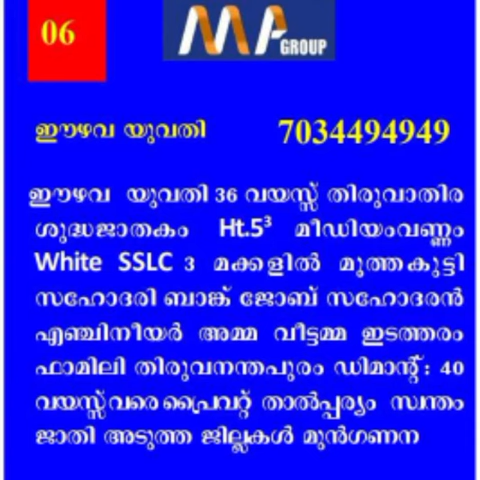 06
MA GROUP
ഈഴവ യുവതി 7034494949
ഈഴവ യുവതി 36 വയസ്സ് തിരുവാതിര
ശുദ്ധജാതകം Ht.5³ മീഡിയംവണ്ണം
White SSLC 3 മക്കളിൽ മൂത്തകുട്ടി
സഹോദരി ബാങ്ക് ജോബ് സഹോദരൻ
എഞ്ചിനീയർ അമ്മ വീട്ടമ്മ ഇടത്തരം
ഫാമിലി തിരുവനന്തപുരം ഡിമാന്റ്: 40
വയസ്സ് വരെ പ്രൈവറ്റ് താൽപ്പര്യം സ്വന്തം
ജാതി അടുത്ത ജില്ലകൾ മുൻഗണന